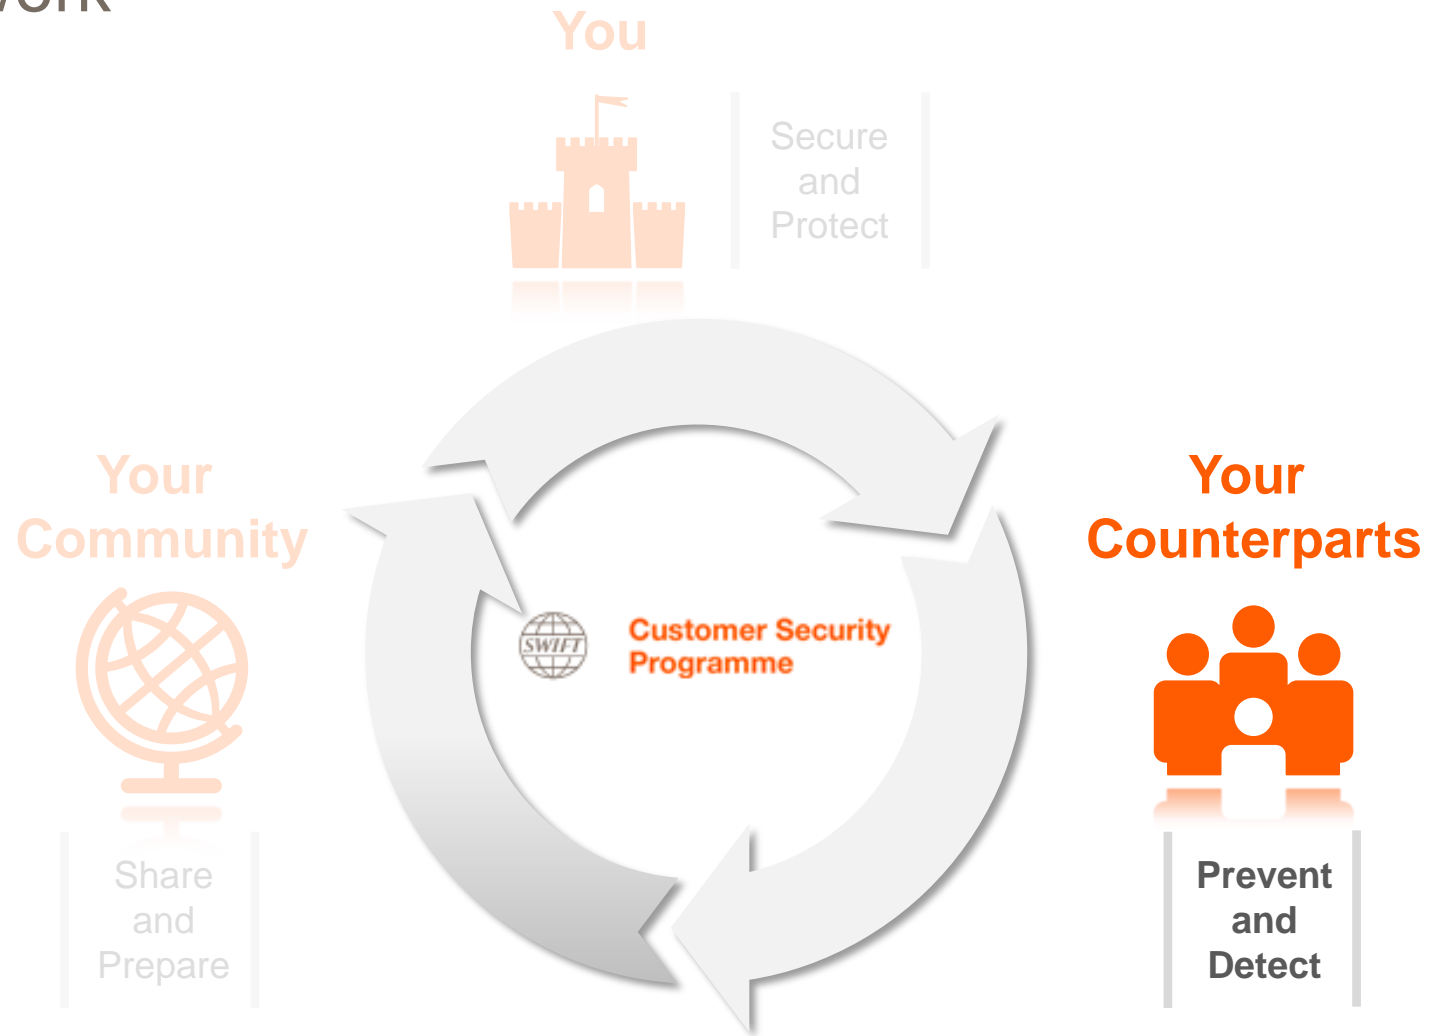 You
Secure
and
Protect
Your
Community
Your
Counterparts
SWIFT
Customer Security
Programme
Share
and
Prepare
Prevent
and
Detect